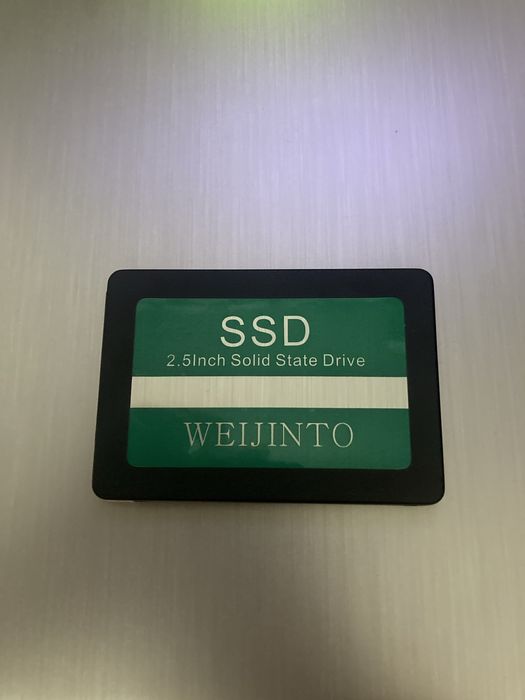 SSD
2.5Inch Solid State Drive
WEIJINTO